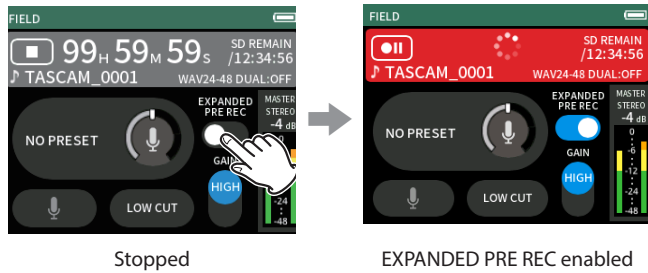 FIELD
99H 59M 59S
SD REMAIN
/12:34:56
♪ TASCAM_0001
WAV24-48 DUAL:OFF
NO PRESET
EXPANDED
PRE REC
GAIN
HIGH
LOW CUT
MASTER
STEREO
-4 dB
0
-24
-48
Stopped
FIELD
SD REMAIN
/12:34:56
♪ TASCAM_0001
WAV24-48 DUAL:OFF
NO PRESET
EXPANDED
PRE REC
GAIN
HIGH
LOW CUT
MASTER
STEREO
-4 dB
0
-6
-12
-24
-48
EXPANDED PRE REC enabled